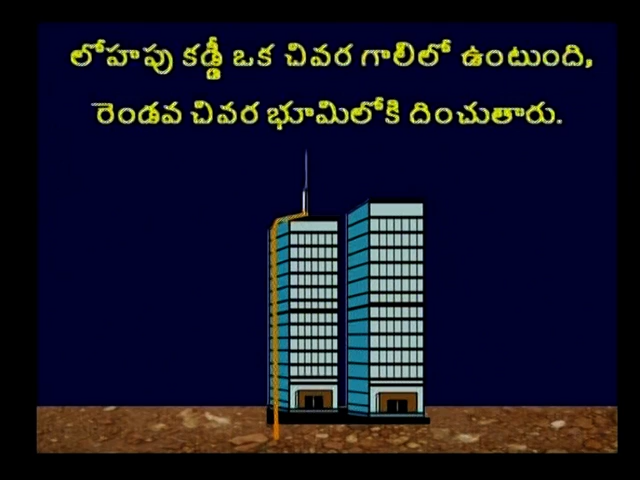 లోహపు కడ్డీ ఒక చివర గాలిలో ఉంటుంది,
రెండవ చివర భూమిలోకి దించుతారు.